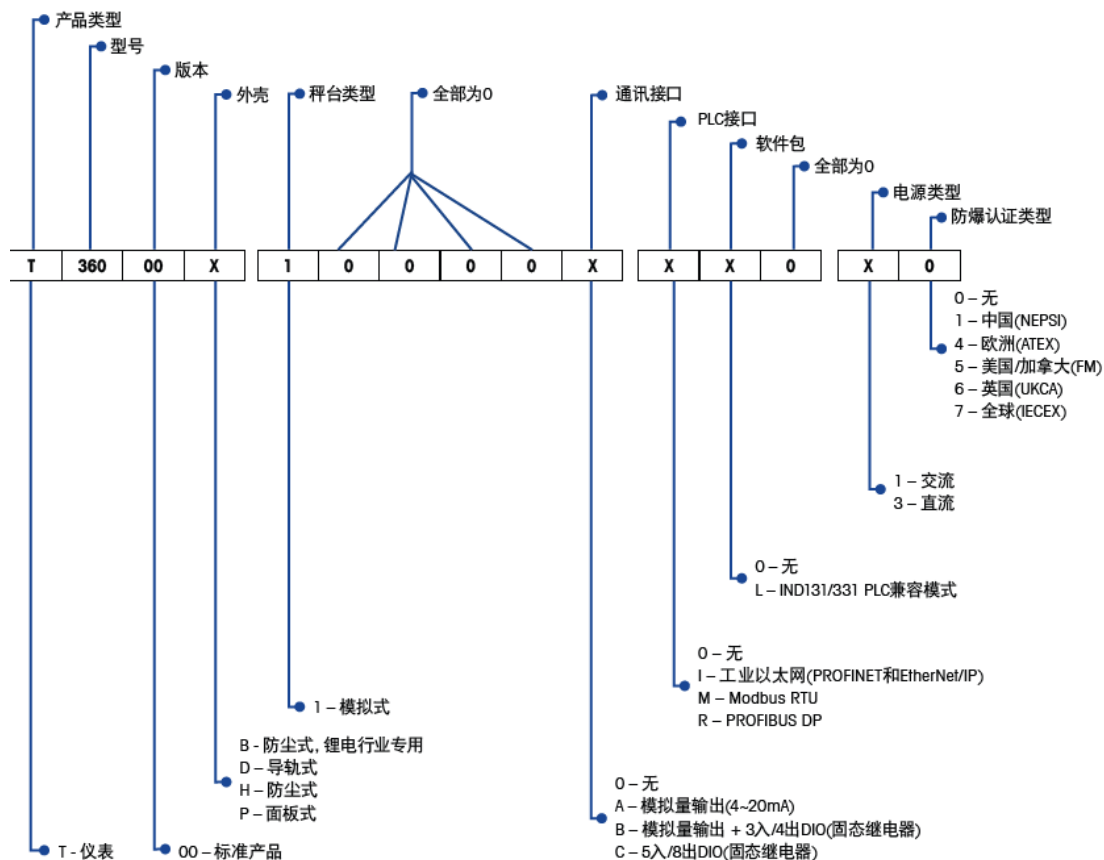 产品类型
型号
版本
外壳
秤台类型
全部为0
通讯接口
PLC接口
软件包
全部为0
电源类型
防爆认证类型
T 360 00 X 1 0 0 0 0 X X X 0 X 0
0 – 无
1 – 中国(NEPSI)
4 – 欧洲(ATEX)
5 – 美国/加拿大(FM)
6 – 英国(UKCA)
7 – 全球(IECEX)
1 – 交流
3 – 直流
0 – 无
L – IND131/331 PLC兼容模式
0 – 无
I – 工业以太网(PROFINET和EtherNet/IP)
M – Modbus RTU
R – PROFIBUS DP
1 – 模拟式
B - 防尘式, 锂电行业专用
D – 导轨式
H – 防尘式
P – 面板式
0 – 无
A – 模拟量输出(4~20mA)
B – 模拟量输出 + 3入/4出DIO(固态继电器)
C – 5入/8出DIO(固态继电器)
T - 仪表
00 – 标准产品